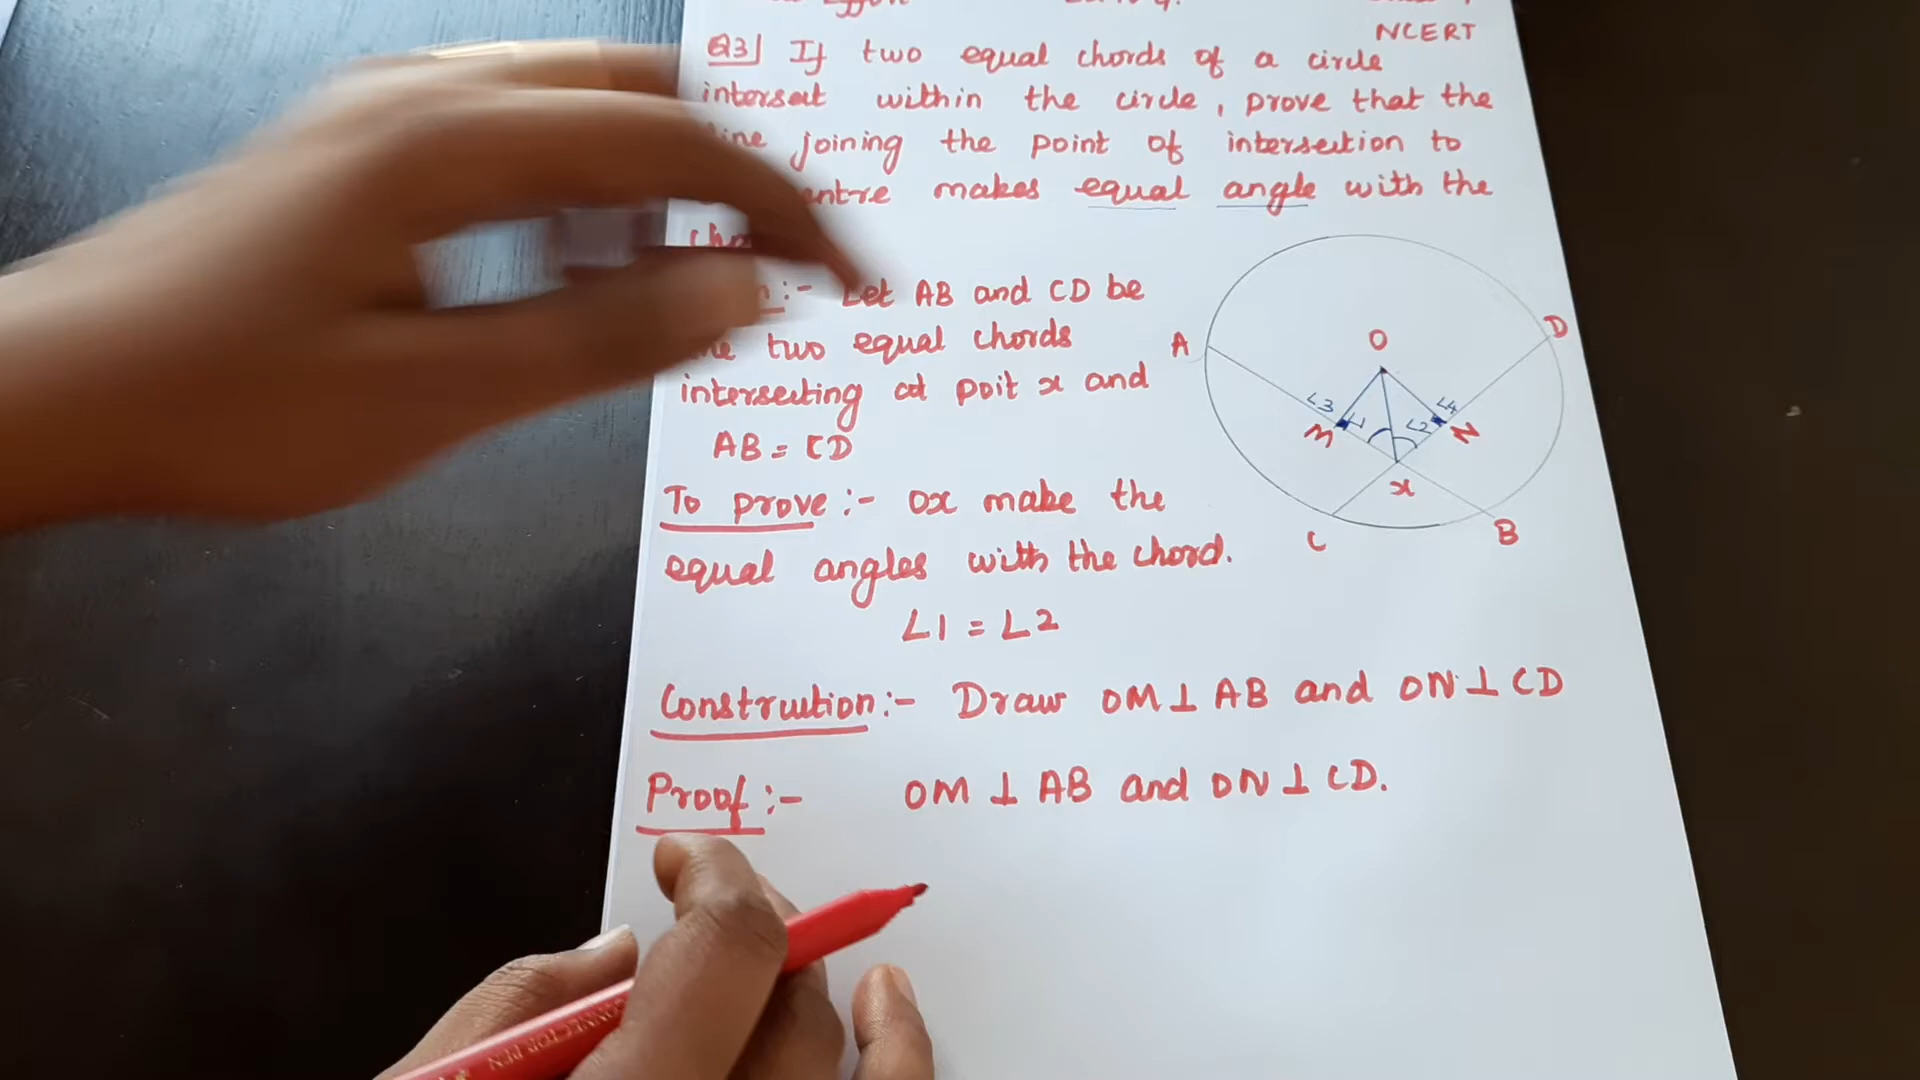 NCERT
Q3] If two equal chords of a circle
intersect within the circle, prove that the
joining the point of intersection to
makes equal angle with the
:- Let AB and CD be
two equal chords
intersecting at poit x and
AB = CD
To prove :- OX make the
equal angles with the chord.
∠1 = ∠2
Construction :- Draw OM ⊥ AB and ON ⊥ CD
Proof :- OM ⊥ AB and ON ⊥ CD.
A
O
D
∠3
∠1
∠2
∠4
M
N
x
C
B
CONNECTOR PEN